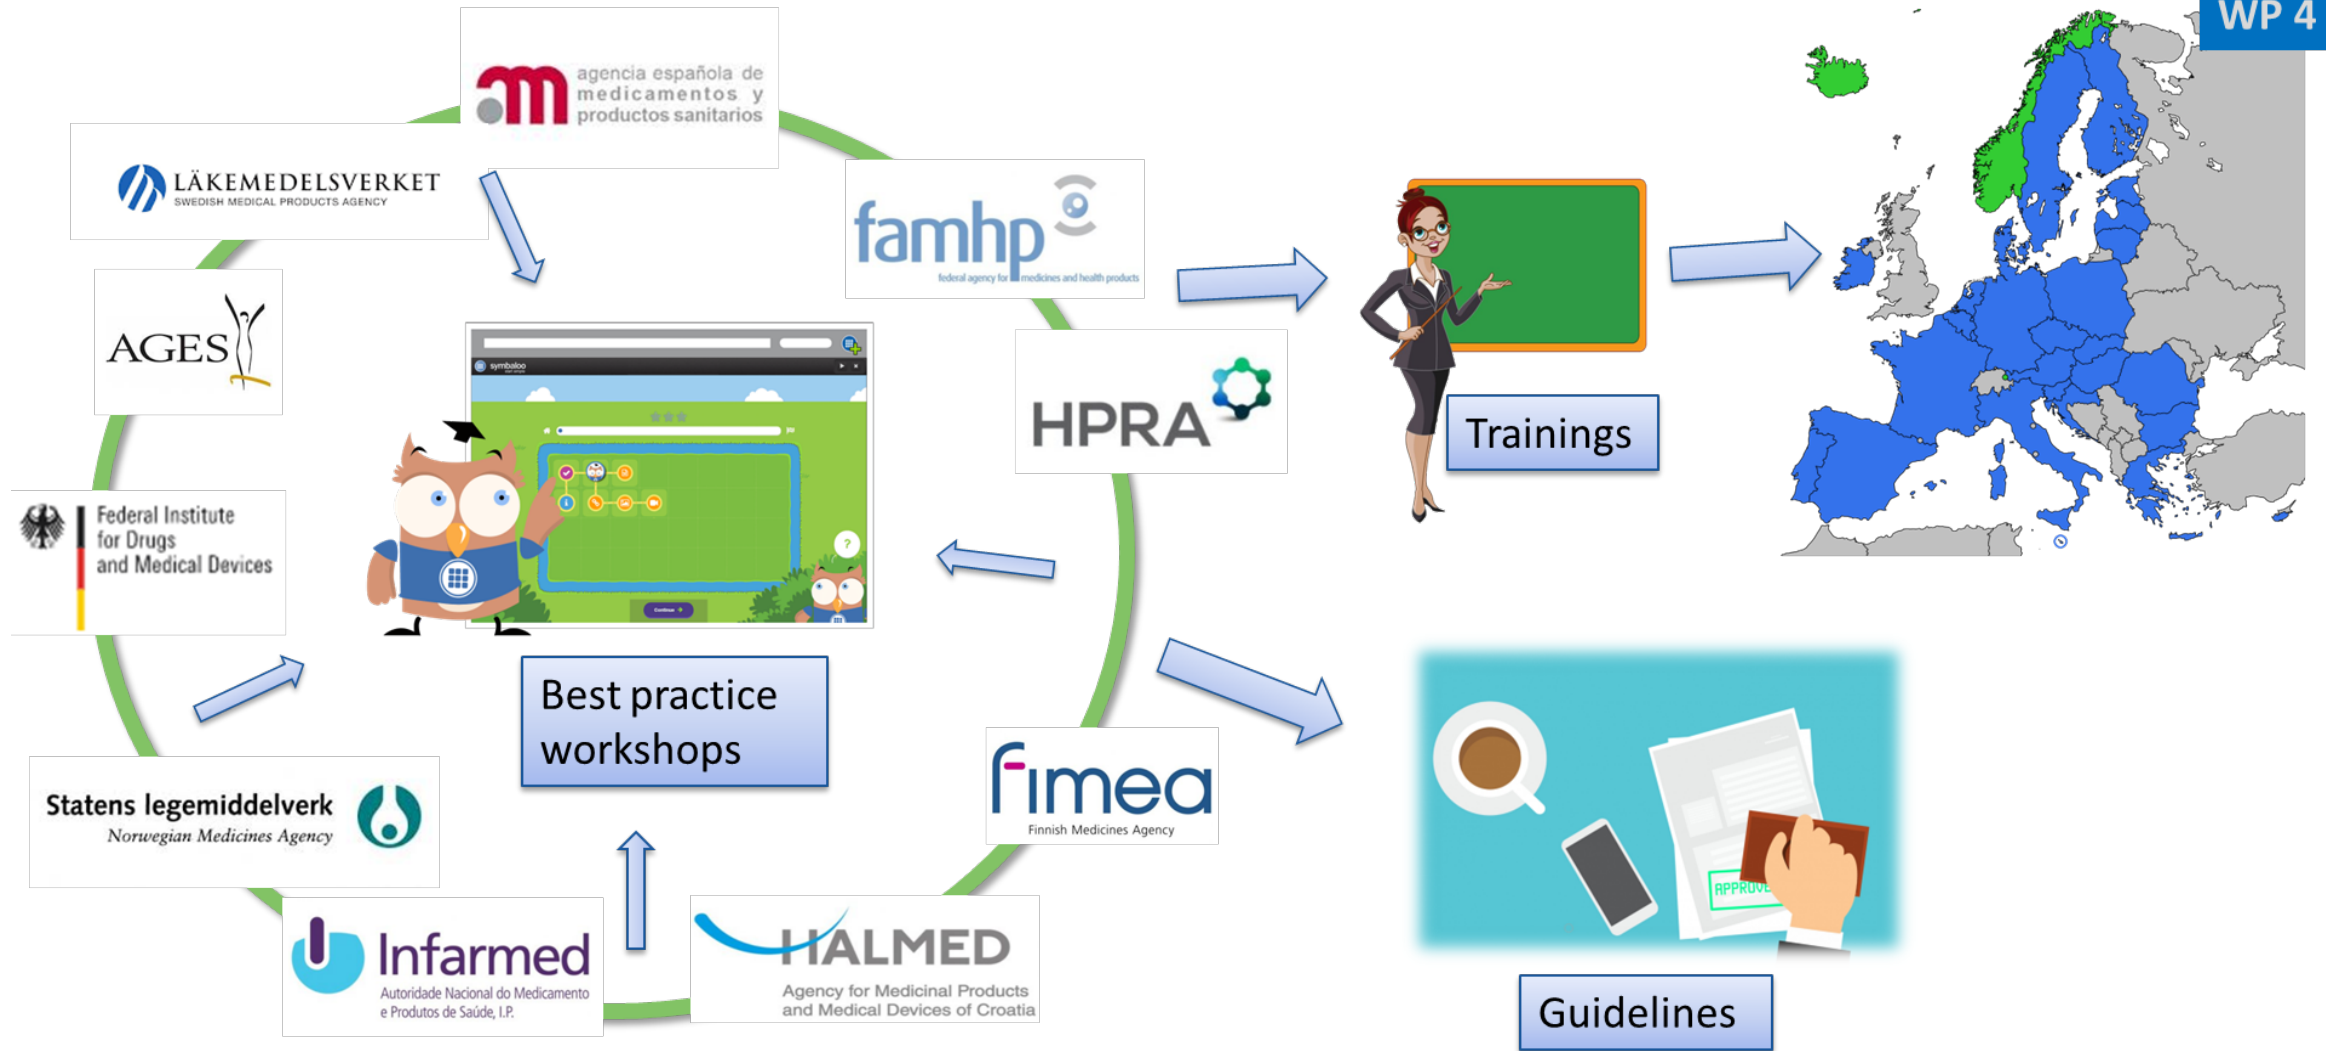 WP 4
agencia española de
medicamentos y
productos sanitarios
LÄKEMEDELSVERKET
SWEDISH MEDICAL PRODUCTS AGENCY
famhp
federal agency for medicines and health products
AGES
HPRA
symbaloo
Trainings
Federal Institute
for Drugs
and Medical Devices
?
Continue
Best practice
workshops
Statens legemiddelverk
Norwegian Medicines Agency
fimea
Finnish Medicines Agency
APPROVE
Infarmed
Autoridade Nacional do Medicamento
e Produtos de Saúde, I.P.
HALMED
Agency for Medicinal Products
and Medical Devices of Croatia
Guidelines